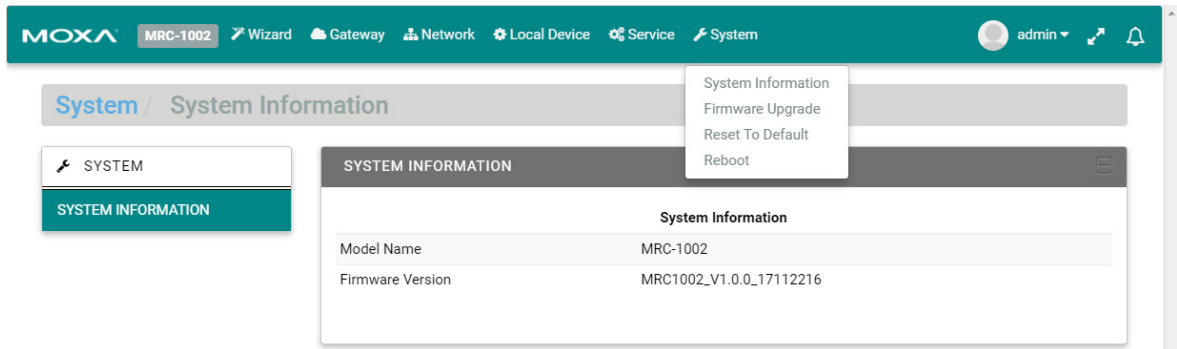 MOXA MRC-1002 Wizard Gateway Network Local Device Service System admin
System Information
Firmware Upgrade
Reset To Default
Reboot
System / System Information
SYSTEM
SYSTEM INFORMATION
SYSTEM INFORMATION
System Information
Model Name MRC-1002
Firmware Version MRC1002_V1.0.0_17112216